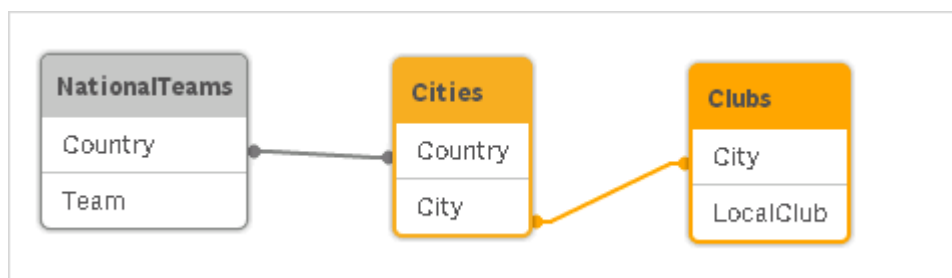 NationalTeams
Country
Team
Cities
Country
City
Clubs
City
LocalClub